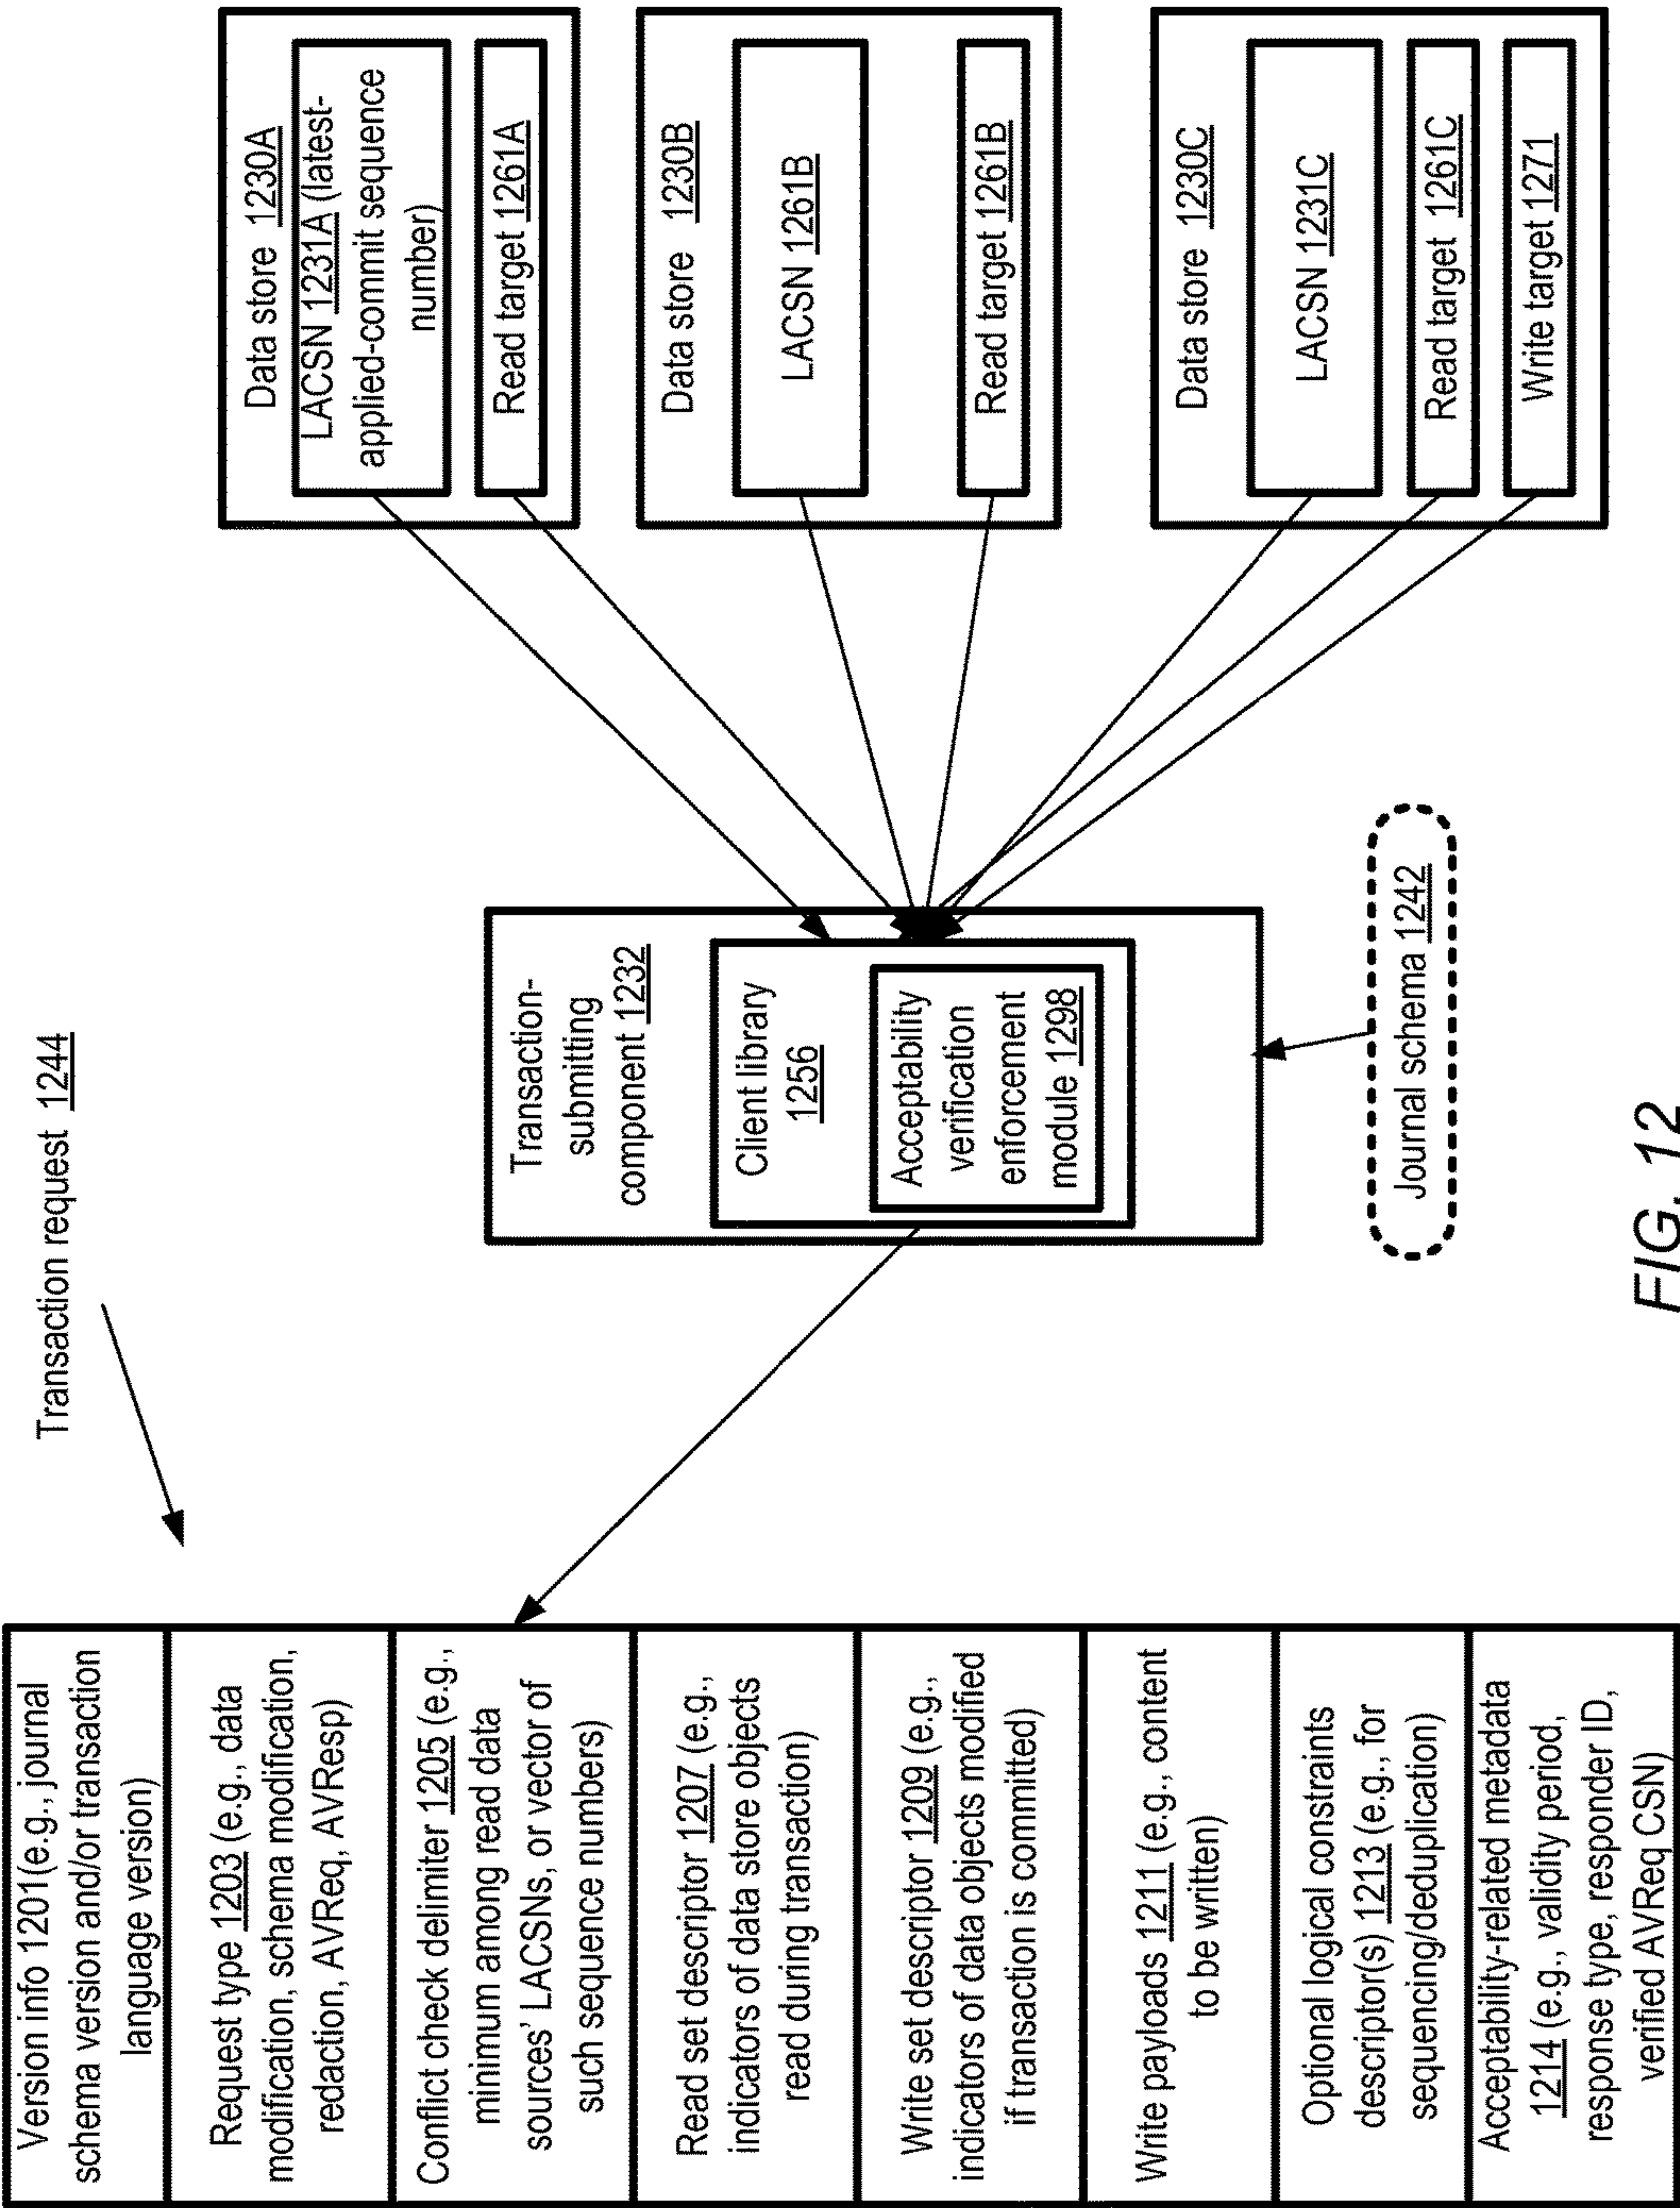 Transaction request 1244
Version info 1201(e.g., journal
schema version and/or transaction
language version)
Request type 1203 (e.g., data
modification, schema modification,
redaction, AVReq, AVResp)
Conflict check delimiter 1205 (e.g.,
minimum among read data
sources' LACSNs, or vector of
such sequence numbers)
Read set descriptor 1207 (e.g.,
indicators of data store objects
read during transaction)
Write set descriptor 1209 (e.g.,
indicators of data objects modified
if transaction is committed)
Write payloads 1211 (e.g., content
to be written)
Optional logical constraints
descriptor(s) 1213 (e.g., for
sequencing/deduplication)
Acceptability-related metadata
1214 (e.g., validity period,
response type, responder ID,
verified AVReq CSN)
Transaction-
submitting
component 1232
Client library
1256
Acceptability
verification
enforcement
module 1298
Journal schema 1242
Data store 1230A
LACSN 1231A (latest-
applied-commit sequence
number)
Read target 1261A
Data store 1230B
LACSN 1261B
Read target 1261B
Data store 1230C
LACSN 1231C
Read target 1261C
Write target 1271
FIG. 12